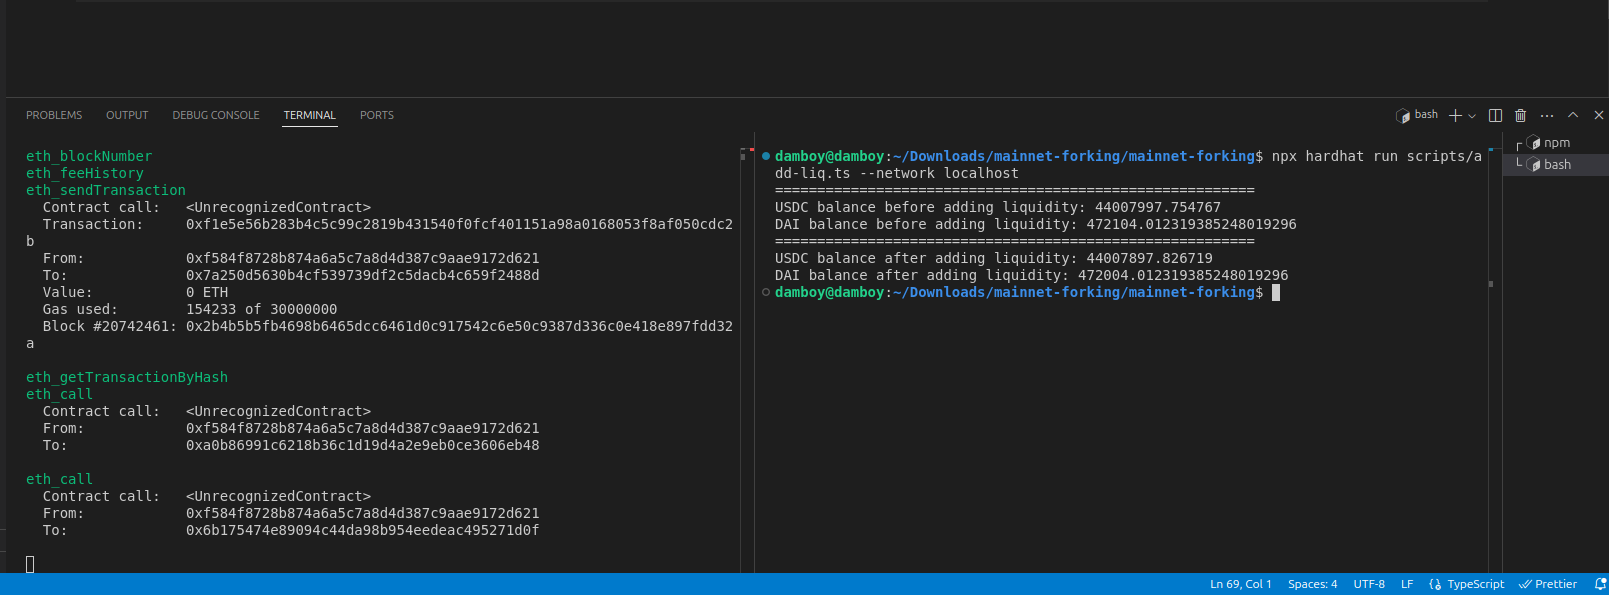 PROBLEMS OUTPUT DEBUG CONSOLE TERMINAL PORTS
bash
eth_blockNumber
eth_feeHistory
eth_sendTransaction
Contract call: <UnrecognizedContract>
Transaction: 0xf1e5e56b283b4c5c99c2819b431540f0fcf401151a98a0168053f8af050cdc2
b
From: 0xf584f8728b874a6a5c7a8d4d387c9aae9172d621
To: 0x7a250d5630b4cf539739df2c5dacb4c659f2488d
Value: 0 ETH
Gas used: 154233 of 30000000
Block #20742461: 0x2b4b5b5fb4698b6465dcc6461d0c917542c6e50c9387d336c0e418e897fdd32
a
eth_getTransactionByHash
eth_call
Contract call: <UnrecognizedContract>
From: 0xf584f8728b874a6a5c7a8d4d387c9aae9172d621
To: 0xa0b86991c6218b36c1d19d4a2e9eb0ce3606eb48
eth_call
Contract call: <UnrecognizedContract>
From: 0xf584f8728b874a6a5c7a8d4d387c9aae9172d621
To: 0x6b175474e89094c44da98b954eedeac495271d0f
damboy@damboy:~/Downloads/mainnet-forking/mainnet-forking$ npx hardhat run scripts/a
dd-liq.ts --network localhost
=========================================================
USDC balance before adding liquidity: 44007997.754767
DAI balance before adding liquidity: 472104.012319385248019296
=========================================================
USDC balance after adding liquidity: 44007897.826719
DAI balance after adding liquidity: 472004.012319385248019296
damboy@damboy:~/Downloads/mainnet-forking/mainnet-forking$
npm
bash
Ln 69, Col 1 Spaces: 4 UTF-8 LF TypeScript Prettier